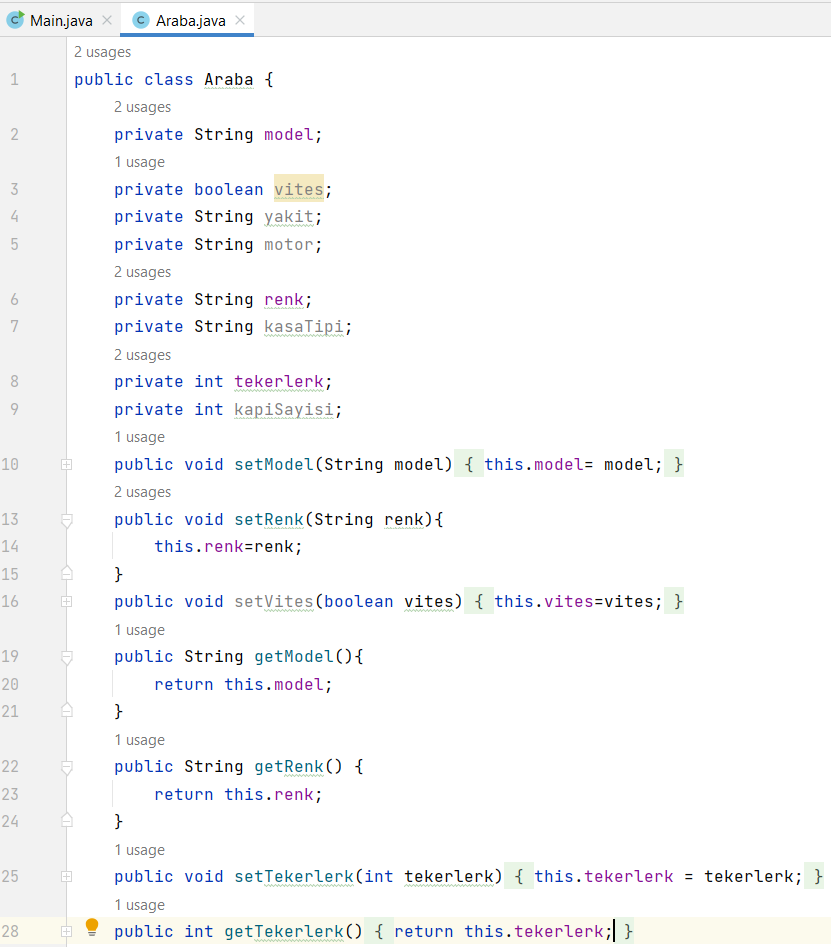 Main.java Araba.java
2 usages
1 public class Araba {
2 usages
2 private String model;
1 usage
3 private boolean vites;
4 private String yakit;
5 private String motor;
2 usages
6 private String renk;
7 private String kasaTipi;
2 usages
8 private int tekerlerk;
9 private int kapiSayisi;
1 usage
10 public void setModel(String model) { this.model= model; }
2 usages
13 public void setRenk(String renk){
14 this.renk=renk;
15 }
16 public void setVites(boolean vites) { this.vites=vites; }
1 usage
19 public String getModel(){
20 return this.model;
21 }
1 usage
22 public String getRenk() {
23 return this.renk;
24 }
1 usage
25 public void setTekerlerk(int tekerlerk) { this.tekerlerk = tekerlerk; }
1 usage
28 public int getTekerlerk() { return this.tekerlerk; }